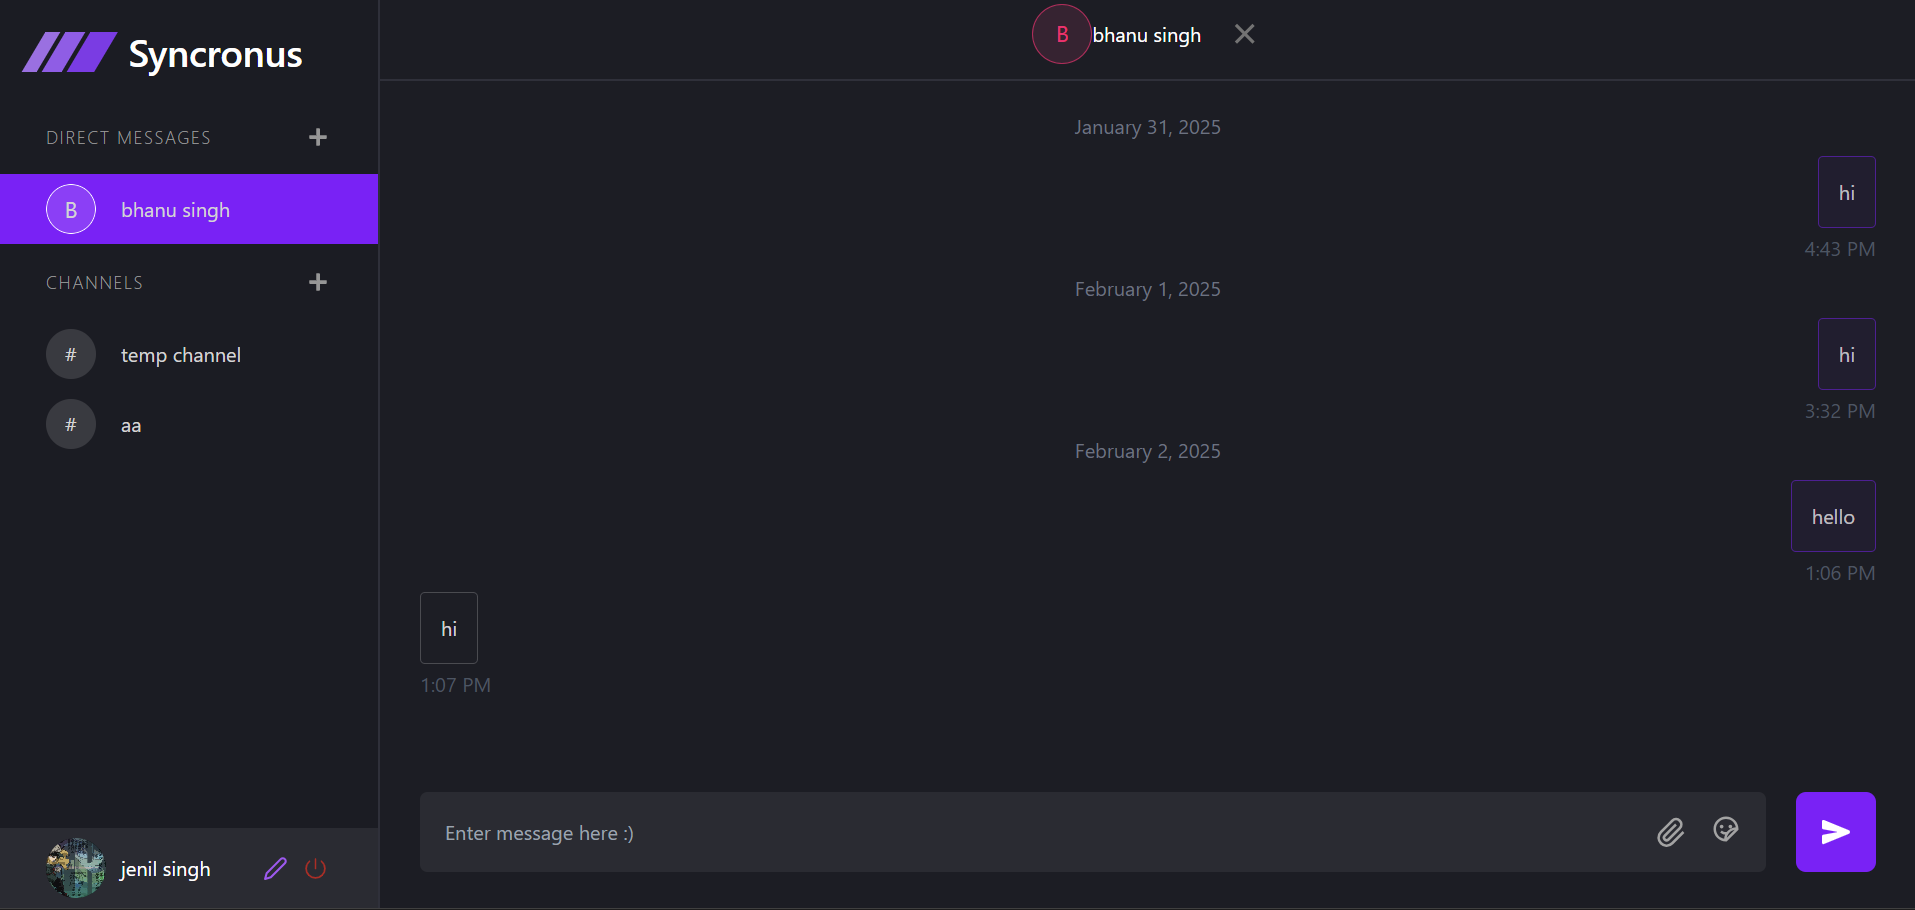 Syncronus
DIRECT MESSAGES
B
bhanu singh
CHANNELS
# temp channel
# aa
jenil singh
B bhanu singh
January 31, 2025
hi
4:43 PM
February 1, 2025
hi
3:32 PM
February 2, 2025
hello
1:06 PM
hi
1:07 PM
Enter message here :)